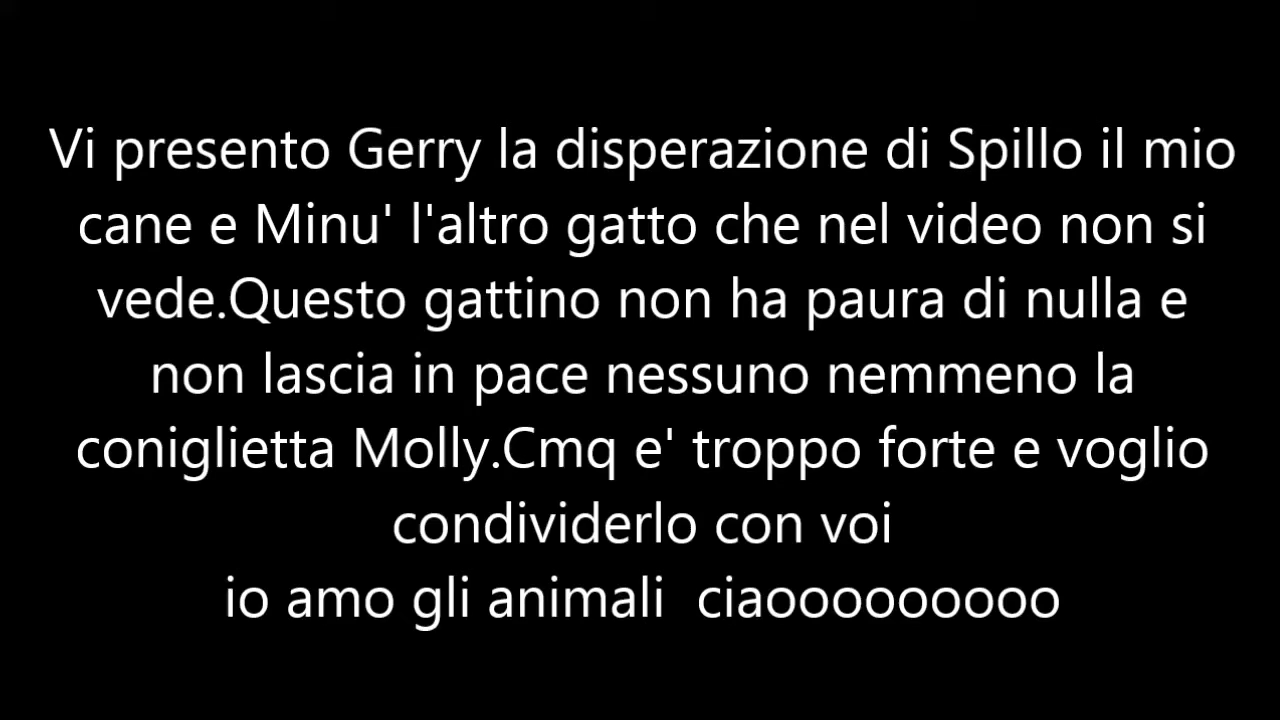 Vi presento Gerry la disperazione di Spillo il mio
cane e Minu' l'altro gatto che nel video non si
vede.Questo gattino non ha paura di nulla e
non lascia in pace nessuno nemmeno la
coniglietta Molly.Cmq e' troppo forte e voglio
condividerlo con voi
io amo gli animali  ciaooooooooo